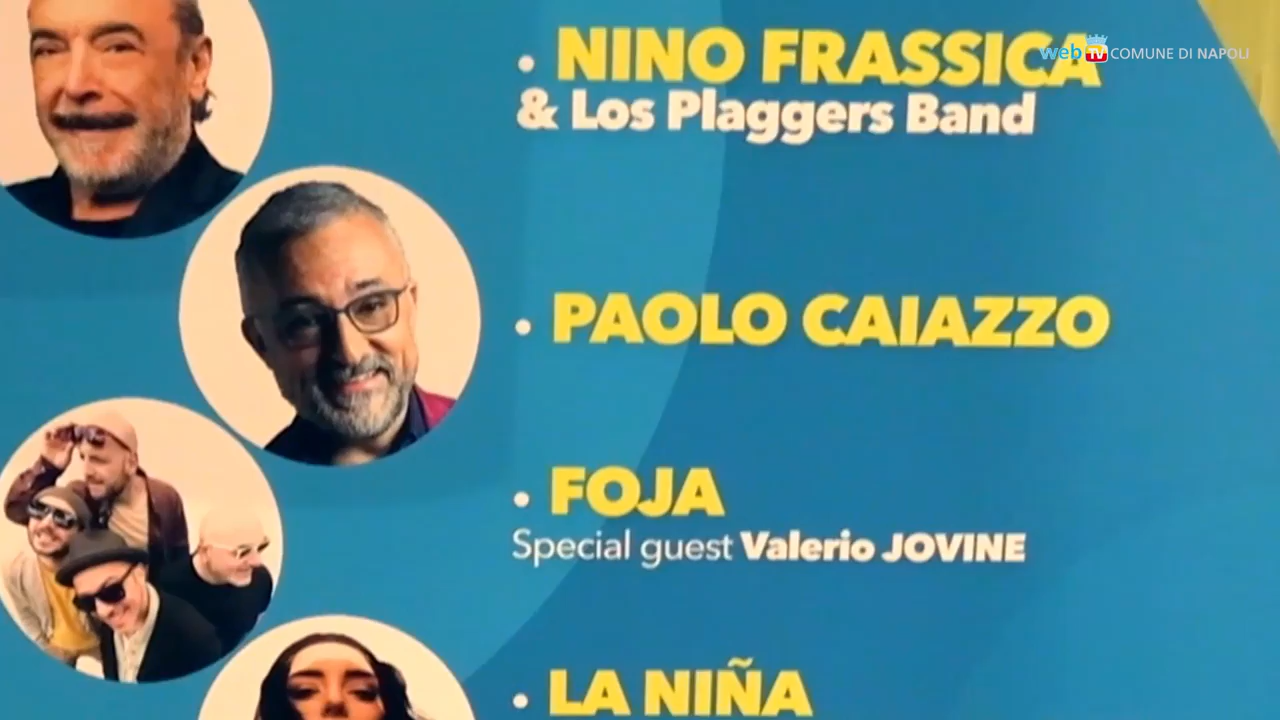 web TV COMUNE DI NAPOLI
• NINO FRASSICA
& Los Plaggers Band
• PAOLO CAIAZZO
• FOJA
Special guest Valerio JOVINE
• LA NIÑA